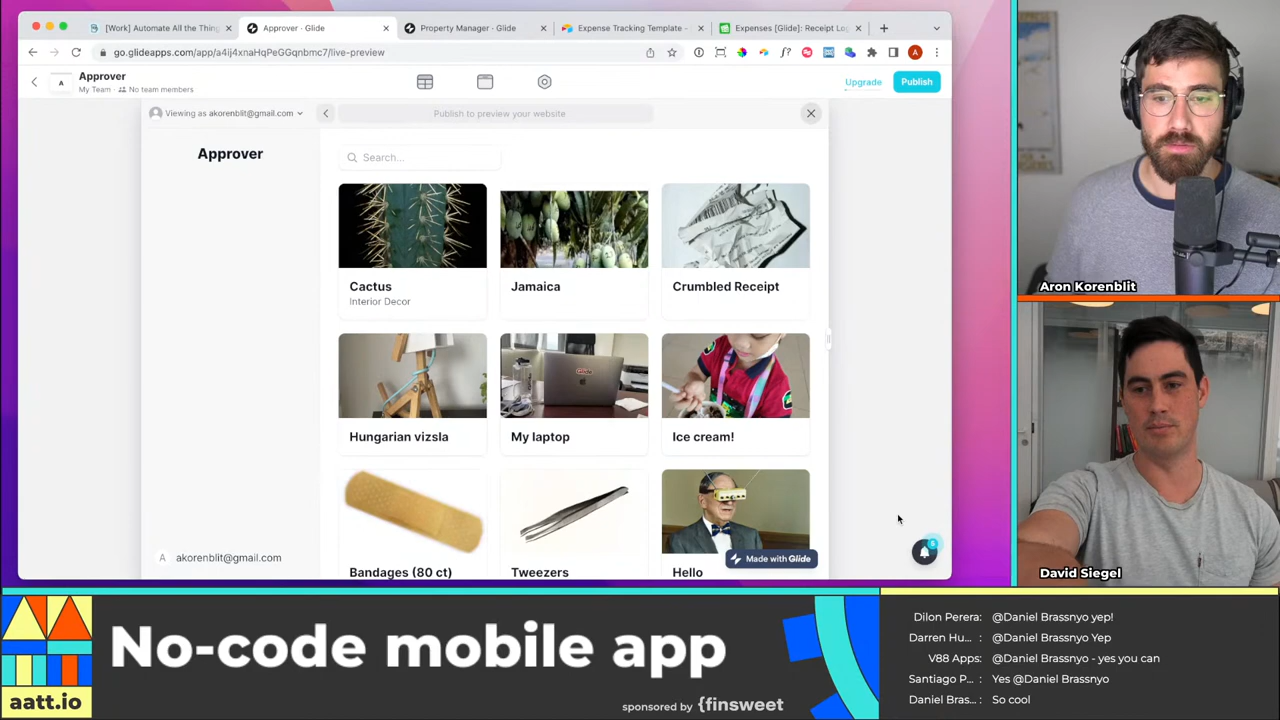 [Work] Automate All the Thing
Approver · Glide
Property Manager · Glide
Expense Tracking Template -
Expenses [Glide]: Receipt Log
go.glideapps.com/app/a4ij4xnaHqPeGGqnbmc7/live-preview
Approver
My Team · No team members
Upgrade
Publish
Viewing as akorenblit@gmail.com
Publish to preview your website
Approver
Search...
Cactus
Interior Decor
Jamaica
Crumbled Receipt
Hungarian vizsla
My laptop
Ice cream!
Glide
Bandages (80 ct)
Tweezers
Hello
Made with Glide
akorenblit@gmail.com
Aron Korenblit
David Siegel
No-code mobile app
sponsored by {finsweet
aatt.io
Dilon Perera: @Daniel Brassnyo yep!
Darren Hu... : @Daniel Brassnyo Yep
V88 Apps: @Daniel Brassnyo - yes you can
Santiago P... : Yes @Daniel Brassnyo
Daniel Bras... : So cool